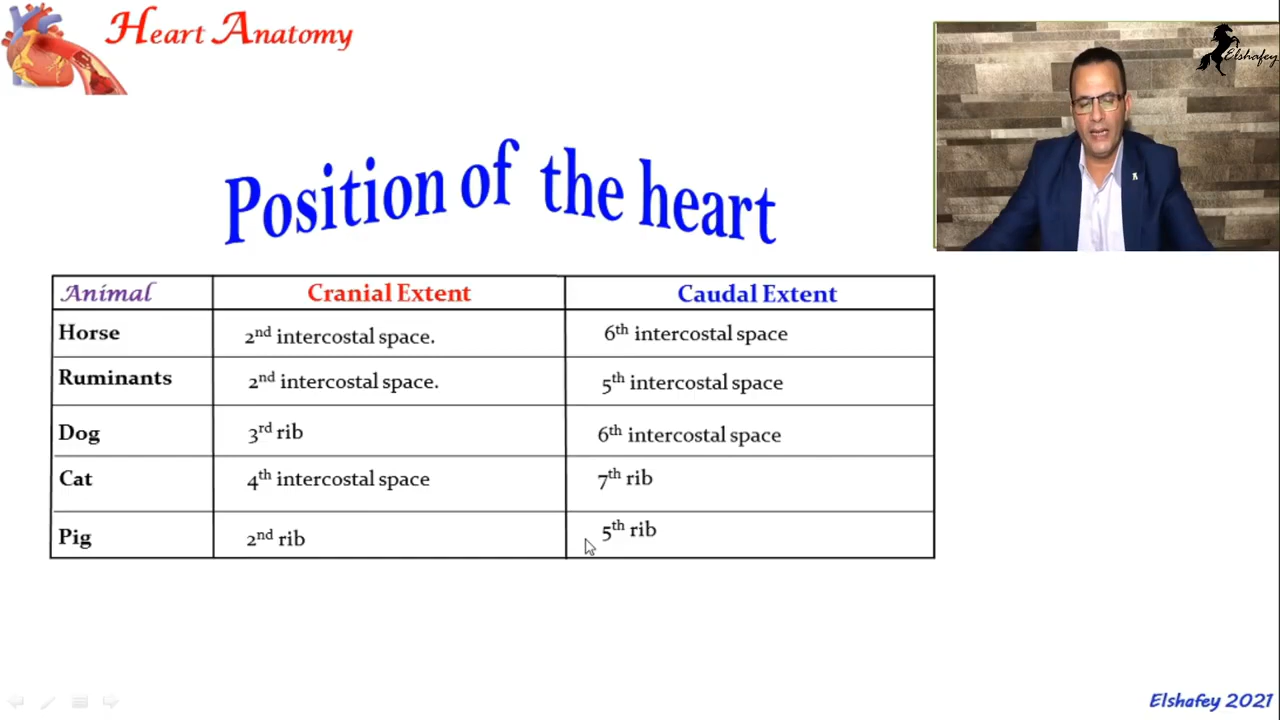 Heart Anatomy
Elshafey
Position of the heart
Animal Cranial Extent Caudal Extent
Horse 2nd intercostal space. 6th intercostal space
Ruminants 2nd intercostal space. 5th intercostal space
Dog 3rd rib 6th intercostal space
Cat 4th intercostal space 7th rib
Pig 2nd rib 5th rib
Elshafey 2021